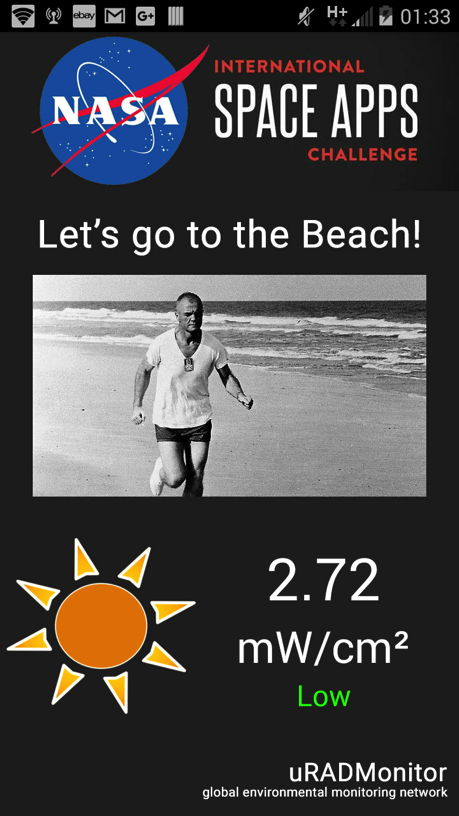 ebay
G+
H+
01:33
NASA
INTERNATIONAL
SPACE APPS
CHALLENGE
Let's go to the Beach!
2.72
mW/cm²
Low
uRADMonitor
global environmental monitoring network